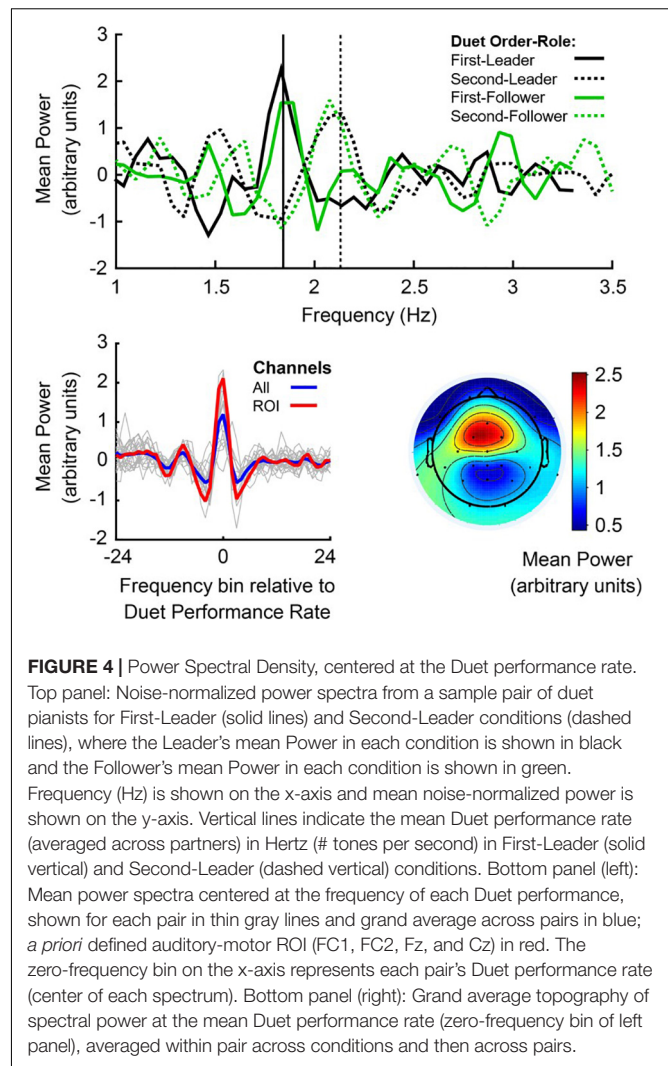 3
2
1
0
-1
-2
Mean Power
(arbitrary units)
Duet Order-Role:
First-Leader
Second-Leader
First-Follower
Second-Follower
1
1.5
2
2.5
3
3.5
Frequency (Hz)
3
2
1
0
-1
-2
Mean Power
(arbitrary units)
Channels
All
ROI
-24
0
24
Frequency bin relative to
Duet Performance Rate
2.5
2
1.5
1
0.5
Mean Power
(arbitrary units)
FIGURE 4 | Power Spectral Density, centered at the Duet performance rate.
Top panel: Noise-normalized power spectra from a sample pair of duet
pianists for First-Leader (solid lines) and Second-Leader conditions (dashed
lines), where the Leader's mean Power in each condition is shown in black
and the Follower's mean Power in each condition is shown in green.
Frequency (Hz) is shown on the x-axis and mean noise-normalized power is
shown on the y-axis. Vertical lines indicate the mean Duet performance rate
(averaged across partners) in Hertz (# tones per second) in First-Leader (solid
vertical) and Second-Leader (dashed vertical) conditions. Bottom panel (left):
Mean power spectra centered at the frequency of each Duet performance,
shown for each pair in thin gray lines and grand average across pairs in blue;
a priori defined auditory-motor ROI (FC1, FC2, Fz, and Cz) in red. The
zero-frequency bin on the x-axis represents each pair's Duet performance rate
(center of each spectrum). Bottom panel (right): Grand average topography of
spectral power at the mean Duet performance rate (zero-frequency bin of left
panel), averaged within pair across conditions and then across pairs.